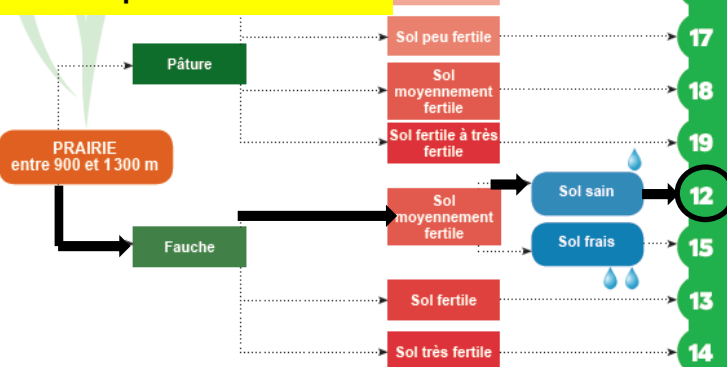 Sol peu fertile
17
Pâture
Sol
moyennement
fertile
18
Sol fertile à très
fertile
19
PRAIRIE
entre 900 et 1300 m
Sol
moyennement
fertile
Sol sain
12
Fauche
Sol frais
15
Sol fertile
13
Sol très fertile
14